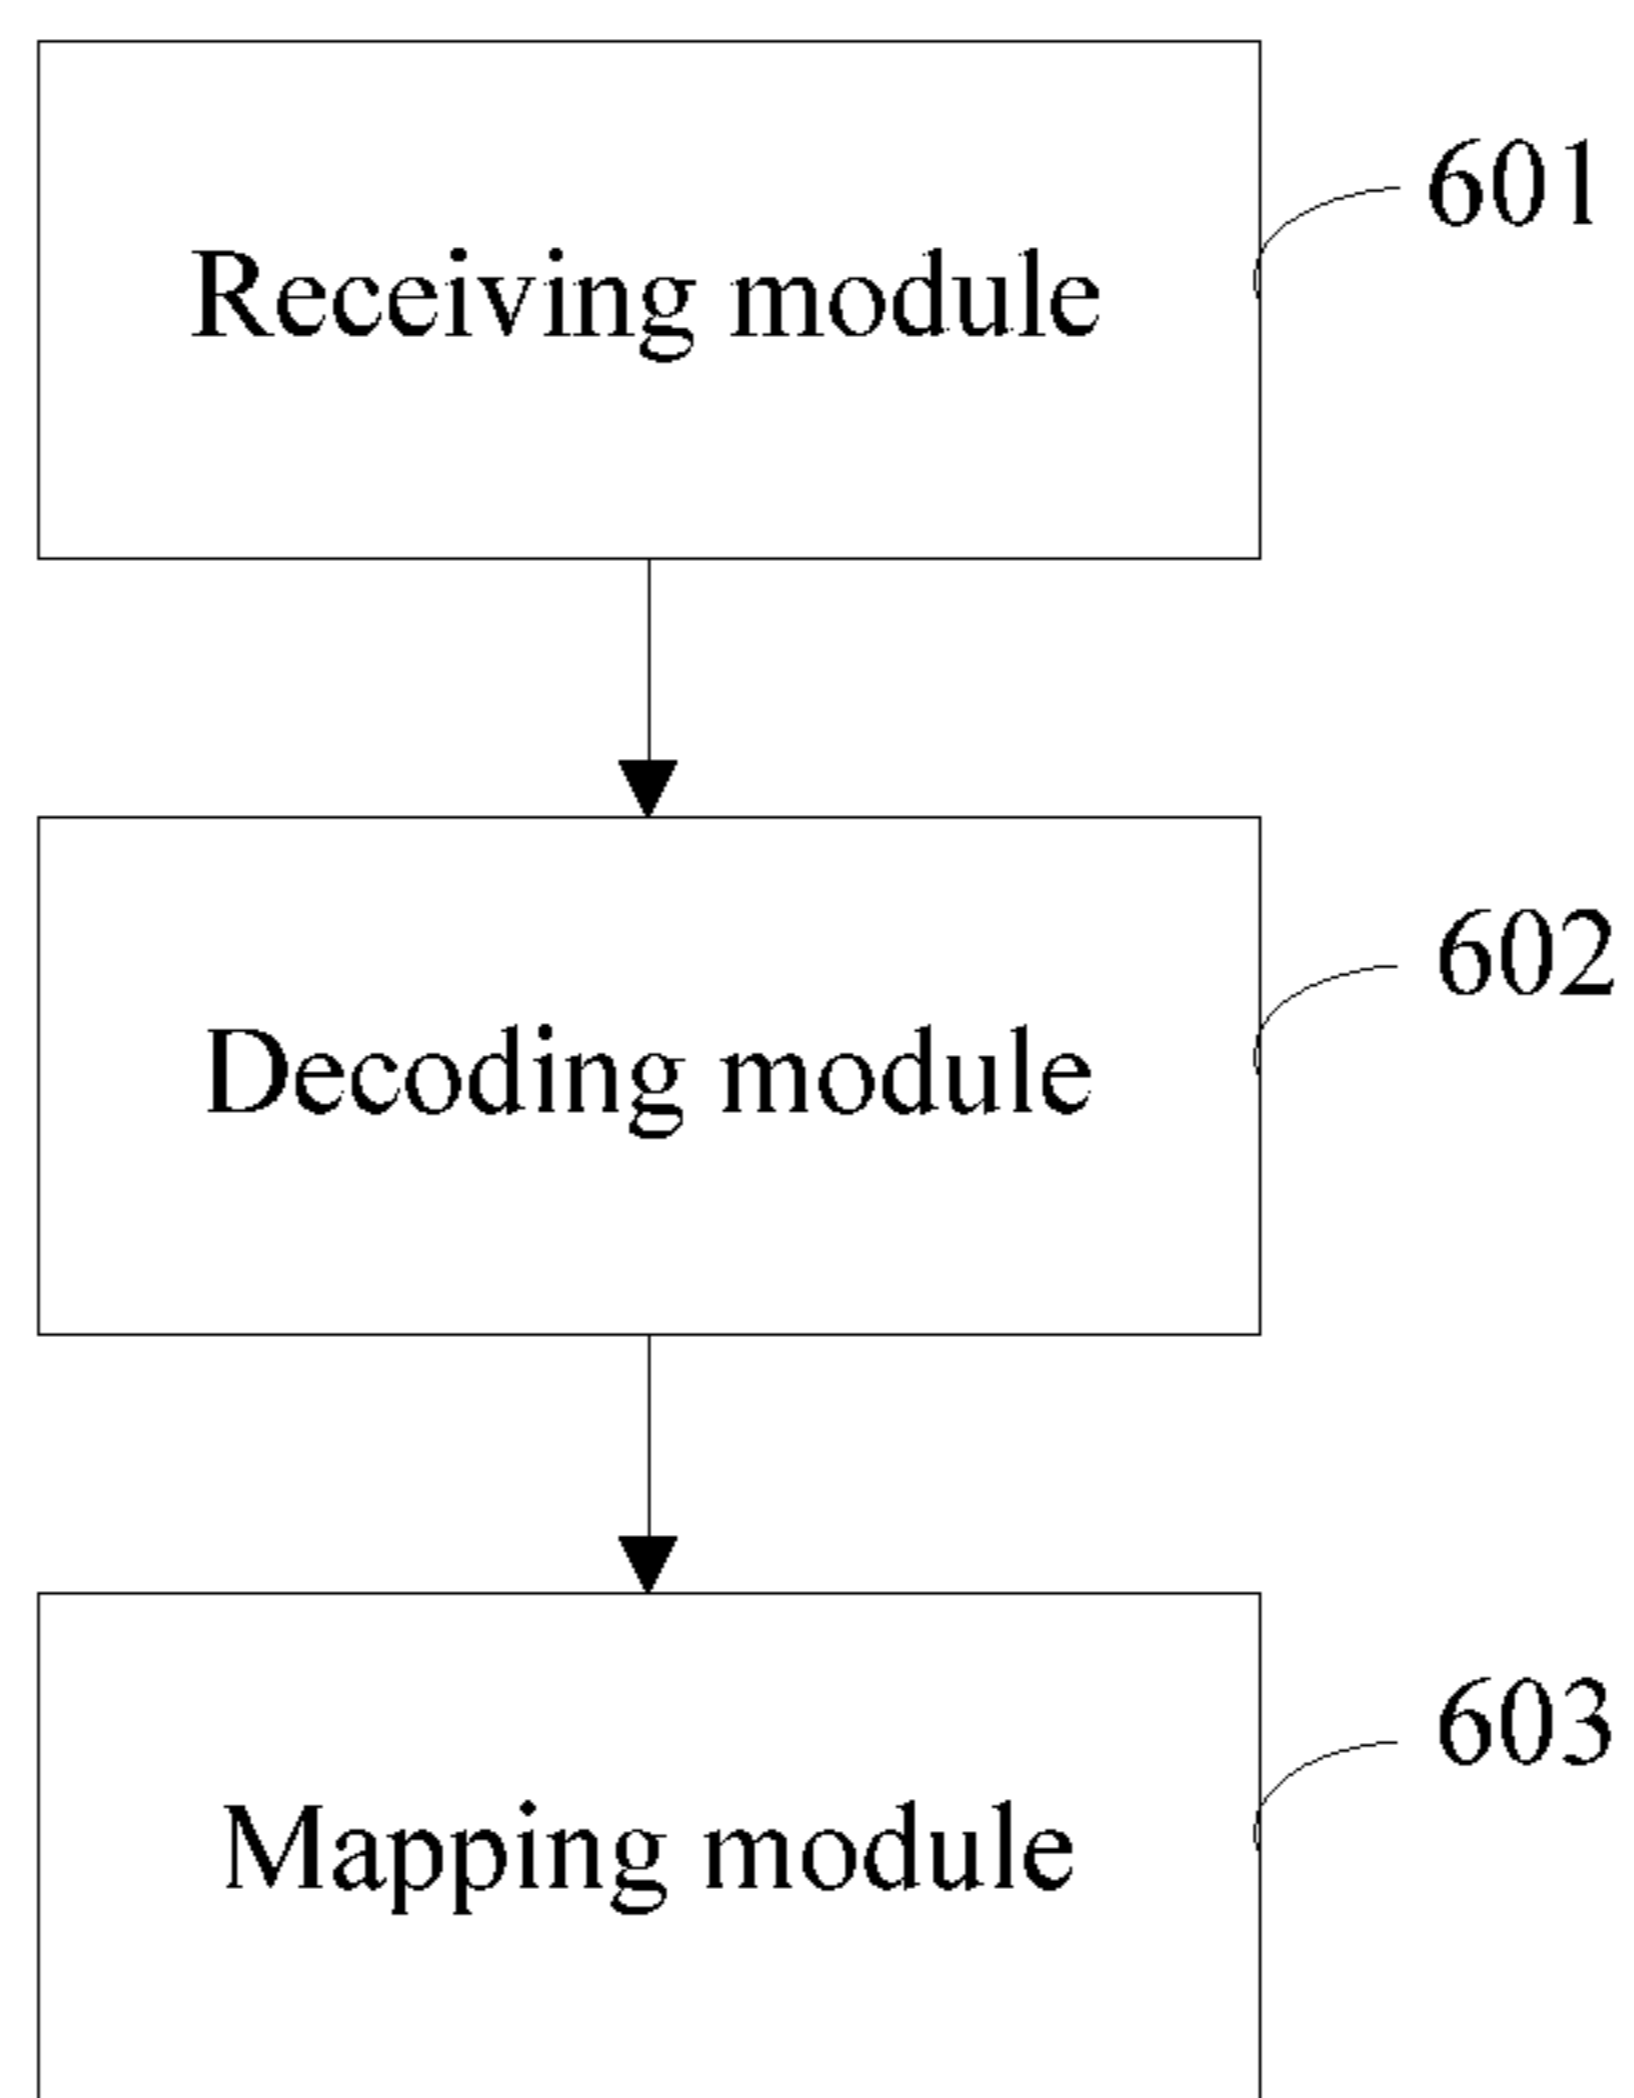 601
Receiving module
602
Decoding module
603
Mapping module